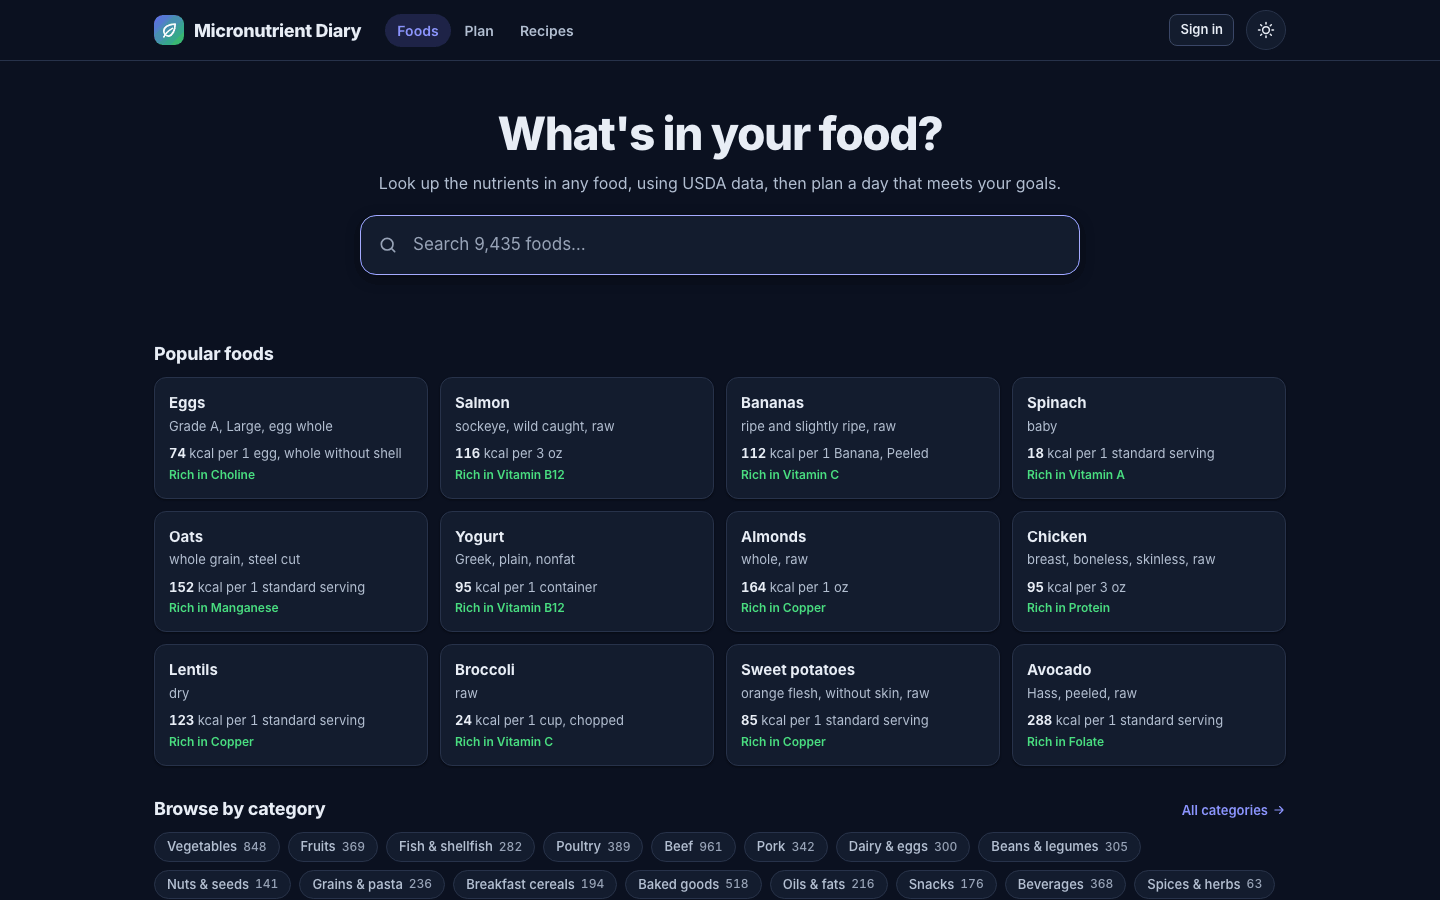 Micronutrient Diary
Foods
Plan
Recipes
Sign in
What's in your food?
Look up the nutrients in any food, using USDA data, then plan a day that meets your goals.
Search 9,435 foods...
Popular foods
Eggs
Grade A, Large, egg whole
74 kcal per 1 egg, whole without shell
Rich in Choline
Salmon
sockeye, wild caught, raw
116 kcal per 3 oz
Rich in Vitamin B12
Bananas
ripe and slightly ripe, raw
112 kcal per 1 Banana, Peeled
Rich in Vitamin C
Spinach
baby
18 kcal per 1 standard serving
Rich in Vitamin A
Oats
whole grain, steel cut
152 kcal per 1 standard serving
Rich in Manganese
Yogurt
Greek, plain, nonfat
95 kcal per 1 container
Rich in Vitamin B12
Almonds
whole, raw
164 kcal per 1 oz
Rich in Copper
Chicken
breast, boneless, skinless, raw
95 kcal per 3 oz
Rich in Protein
Lentils
dry
123 kcal per 1 standard serving
Rich in Copper
Broccoli
raw
24 kcal per 1 cup, chopped
Rich in Vitamin C
Sweet potatoes
orange flesh, without skin, raw
85 kcal per 1 standard serving
Rich in Copper
Avocado
Hass, peeled, raw
288 kcal per 1 standard serving
Rich in Folate
Browse by category
All categories →
Vegetables 848
Fruits 369
Fish & shellfish 282
Poultry 389
Beef 961
Pork 342
Dairy & eggs 300
Beans & legumes 305
Nuts & seeds 141
Grains & pasta 236
Breakfast cereals 194
Baked goods 518
Oils & fats 216
Snacks 176
Beverages 368
Spices & herbs 63